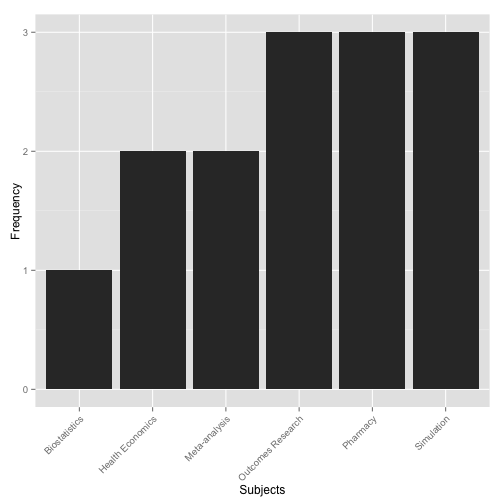 3
2
1
0
Frequency
Biostatistics
Health Economics
Meta-analysis
Outcomes Research
Pharmacy
Simulation
Subjects